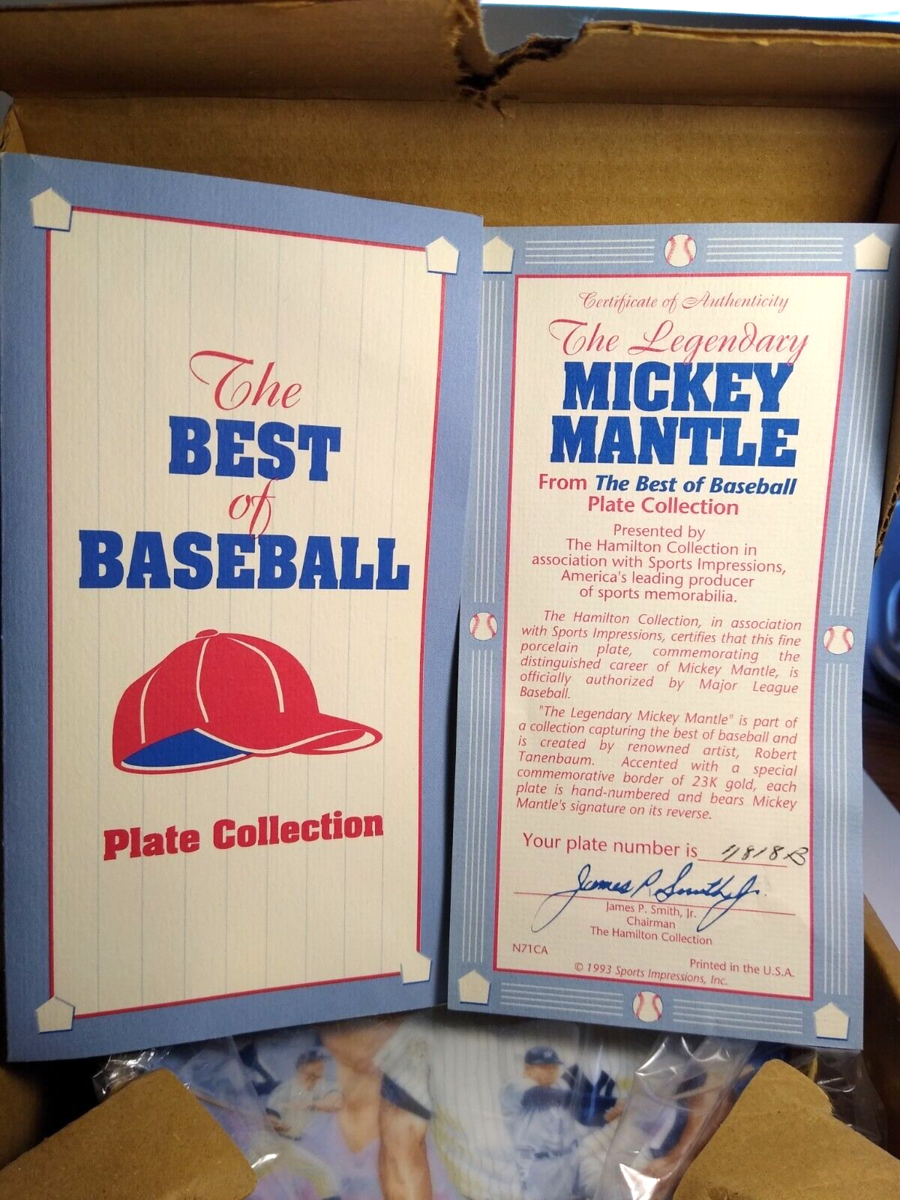 The
BEST
of
BASEBALL
Plate Collection
Certificate of Authenticity
The Legendary
MICKEY
MANTLE
From The Best of Baseball
Plate Collection
Presented by
The Hamilton Collection in
association with Sports Impressions,
America's leading producer
of sports memorabilia.
The Hamilton Collection, in association
with Sports Impressions, certifies that this fine
porcelain plate, commemorating the
distinguished career of Mickey Mantle, is
officially authorized by Major League
Baseball.
"The Legendary Mickey Mantle" is part of
a collection capturing the best of baseball and
is created by renowned artist, Robert
Tanenbaum. Accented with a special
commemorative border of 23K gold, each
plate is hand-numbered and bears Mickey
Mantle's signature on its reverse.
Your plate number is 4818B
James P. Smith Jr.
James P. Smith, Jr.
Chairman
The Hamilton Collection
N71CA
Printed in the U.S.A.
© 1993 Sports Impressions, Inc.